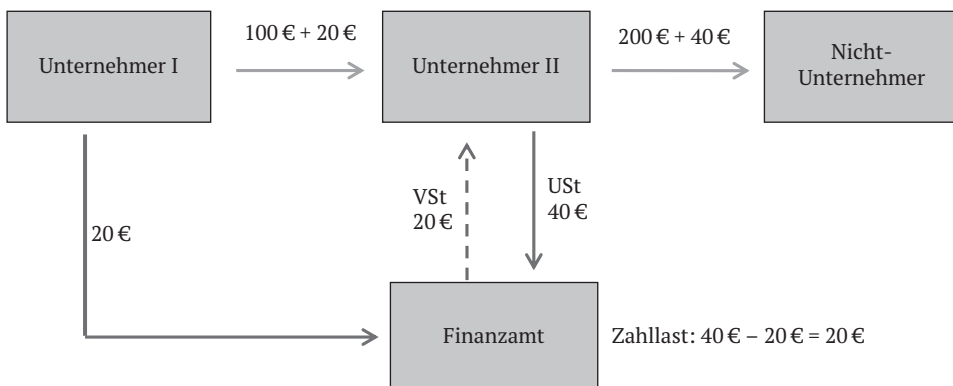 Unternehmer I
100 € + 20 €
Unternehmer II
200 € + 40 €
Nicht-
Unternehmer
20 €
VSt
20 €
USt
40 €
Finanzamt
Zahllast: 40 € – 20 € = 20 €